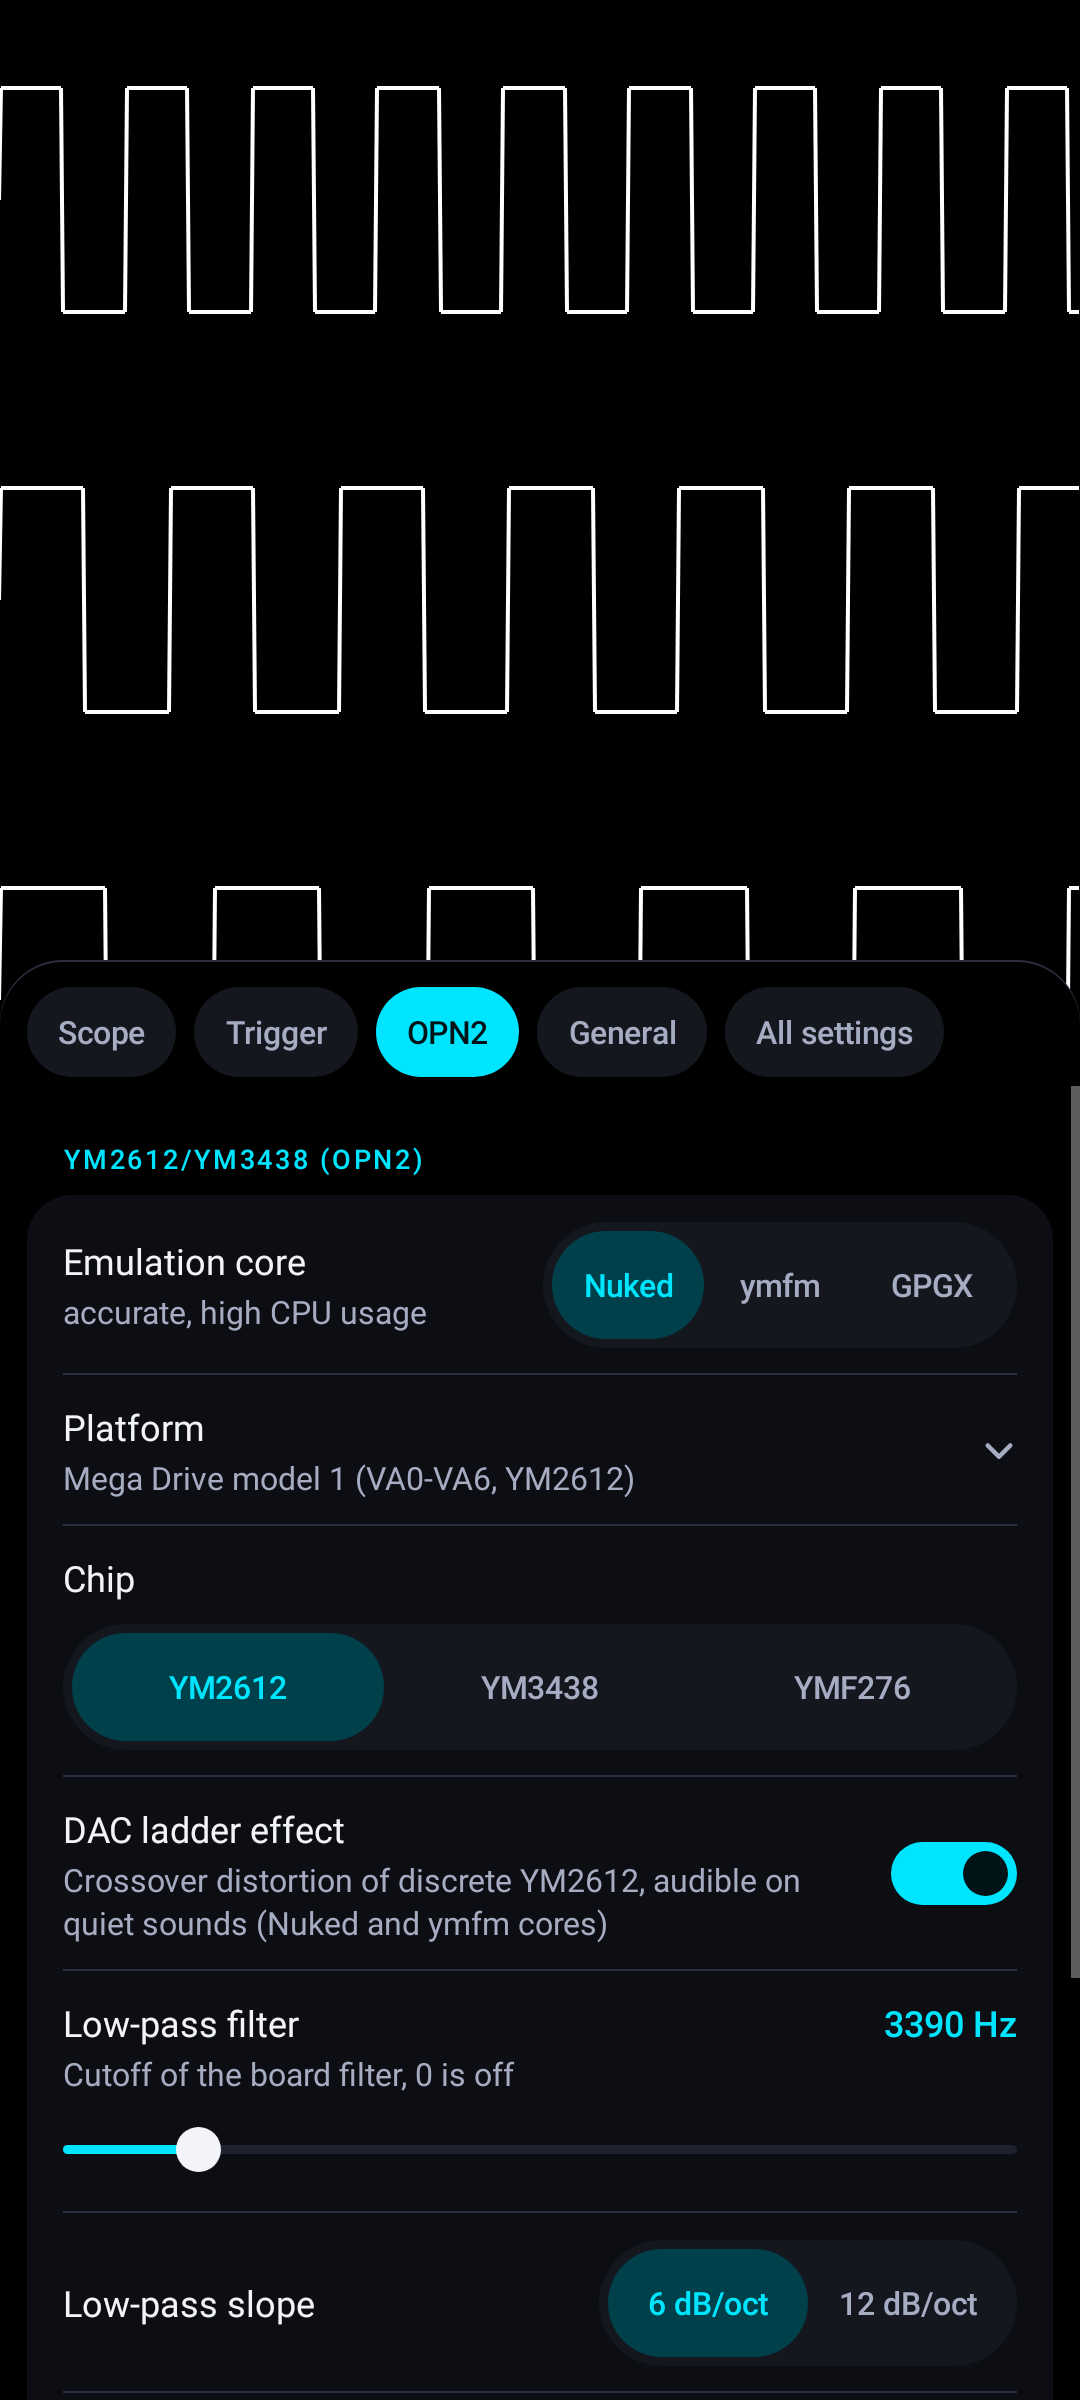 Scope
Trigger
OPN2
General
All settings
YM2612/YM3438 (OPN2)
Emulation core
accurate, high CPU usage
Nuked
ymfm
GPGX
Platform
Mega Drive model 1 (VA0-VA6, YM2612)
Chip
YM2612
YM3438
YMF276
DAC ladder effect
Crossover distortion of discrete YM2612, audible on
quiet sounds (Nuked and ymfm cores)
Low-pass filter
3390 Hz
Cutoff of the board filter, 0 is off
Low-pass slope
6 dB/oct
12 dB/oct